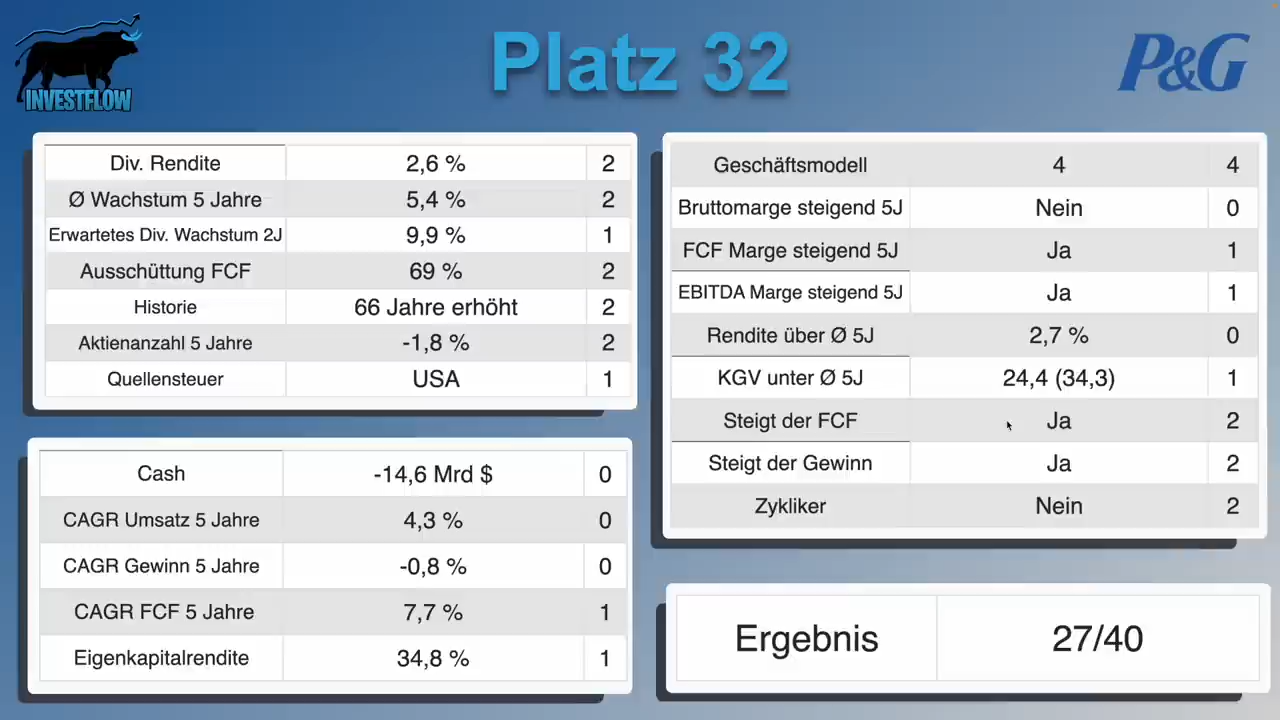 Platz 32
INVESTFLOW
P&G
Div. Rendite 2,6 % 2
Ø Wachstum 5 Jahre 5,4 % 2
Erwartetes Div. Wachstum 2J 9,9 % 1
Ausschüttung FCF 69 % 2
Historie 66 Jahre erhöht 2
Aktienanzahl 5 Jahre -1,8 % 2
Quellensteuer USA 1
Cash -14,6 Mrd $ 0
CAGR Umsatz 5 Jahre 4,3 % 0
CAGR Gewinn 5 Jahre -0,8 % 0
CAGR FCF 5 Jahre 7,7 % 1
Eigenkapitalrendite 34,8 % 1
Geschäftsmodell 4 4
Bruttomarge steigend 5J Nein 0
FCF Marge steigend 5J Ja 1
EBITDA Marge steigend 5J Ja 1
Rendite über Ø 5J 2,7 % 0
KGV unter Ø 5J 24,4 (34,3) 1
Steigt der FCF Ja 2
Steigt der Gewinn Ja 2
Zykliker Nein 2
Ergebnis 27/40